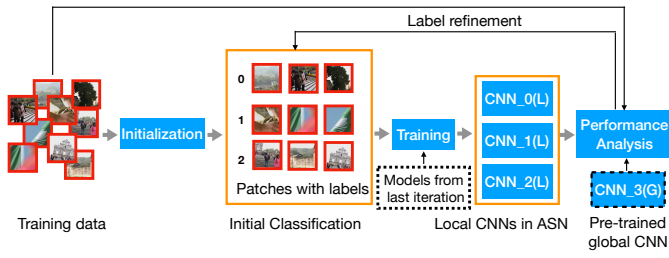 Label refinement
0
1
2
Initialization
Patches with labels
Training
Models from
last iteration
CNN_0(L)
CNN_1(L)
CNN_2(L)
Performance
Analysis
CNN_3(G)
Training data
Initial Classification
Local CNNs in ASN
Pre-trained
global CNN